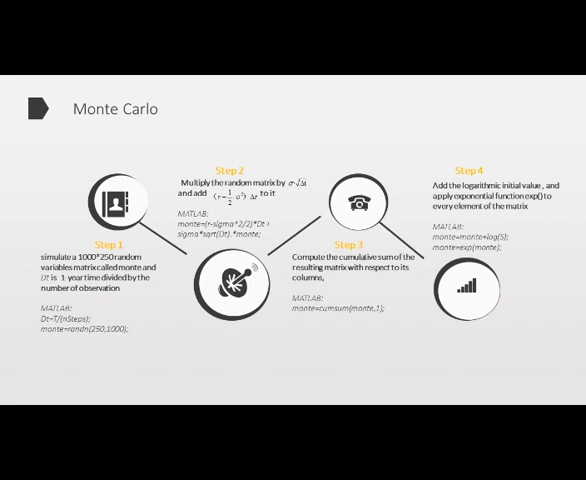 Monte Carlo
Step 1
simulate a 1000*250 random
variables matrix called monte and
Dt is 1-year time divided by the
number of observation
MATLAB:
Dt=T/(nSteps);
monte=randn(250,1000);
Step 2
Multiply the random matrix by σ·√Δt
and add (r−1/2·σ²)·Δt to it
MATLAB:
monte=(r-sigma^2/2)*Dt +
sigma*sqrt(Dt).*monte;
Step 3
Compute the cumulative sum of the
resulting matrix with respect to its
columns,
MATLAB:
monte=cumsum(monte,1);
Step 4
Add the logarithmic initial value , and
apply exponential function exp() to
every element of the matrix
MATLAB:
monte=monte+log(S);
monte=exp(monte);